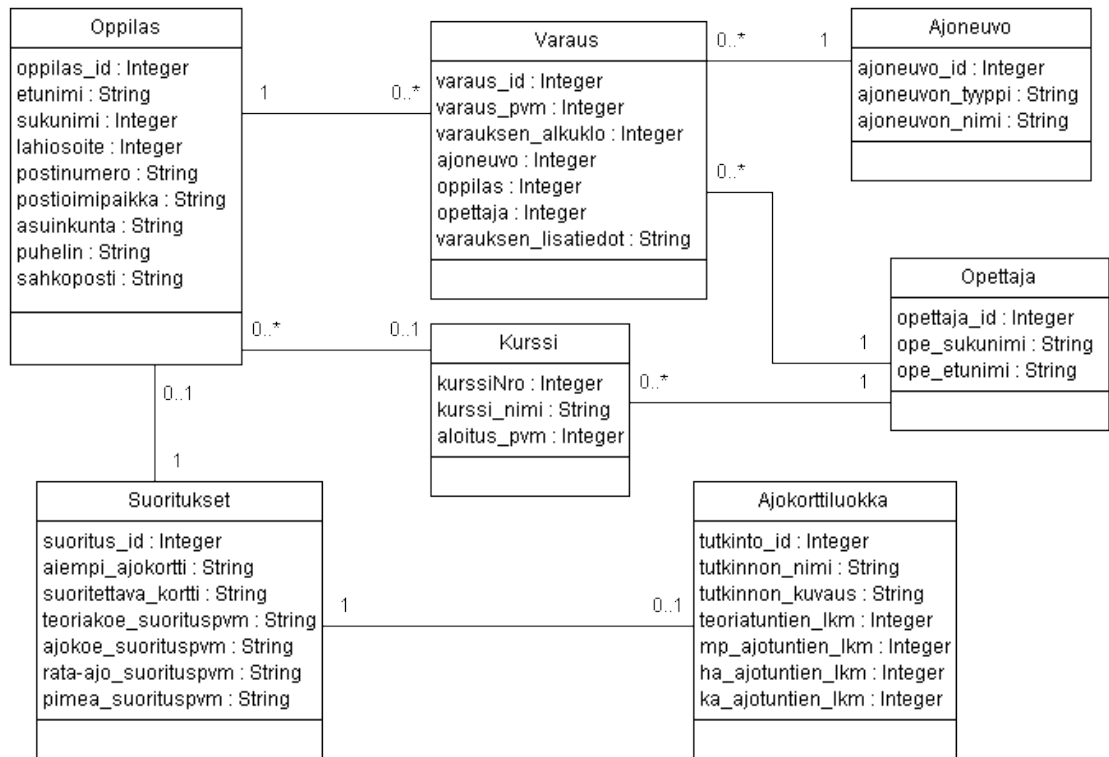 Oppilas
oppilas_id : Integer
etunimi : String
sukunimi : Integer
lahiosoite : Integer
postinumero : String
postioimipaikka : String
asuinkunta : String
puhelin : String
sahkoposti : String
1
0..*
Varaus
varaus_id : Integer
varaus_pvm : Integer
varauksen_alkuklo : Integer
ajoneuvo : Integer
oppilas : Integer
opettaja : Integer
varauksen_lisatiedot : String
0..*
1
Ajoneuvo
ajoneuvo_id : Integer
ajoneuvon_tyyppi : String
ajoneuvon_nimi : String
0..*
1
Opettaja
opettaja_id : Integer
ope_sukunimi : String
ope_etunimi : String
0..*
0..1
Kurssi
kurssiNro : Integer
kurssi_nimi : String
aloitus_pvm : Integer
0..*
1
0..1
1
Suoritukset
suoritus_id : Integer
aiempi_ajokortti : String
suoritettava_kortti : String
teoriakoe_suorituspvm : String
ajokoe_suorituspvm : String
rata-ajo_suorituspvm : String
pimea_suorituspvm : String
1
0..1
Ajokorttiluokka
tutkinto_id : Integer
tutkinnon_nimi : String
tutkinnon_kuvaus : String
teoriatuntien_lkm : Integer
mp_ajotuntien_lkm : Integer
ha_ajotuntien_lkm : Integer
ka_ajotuntien_lkm : Integer